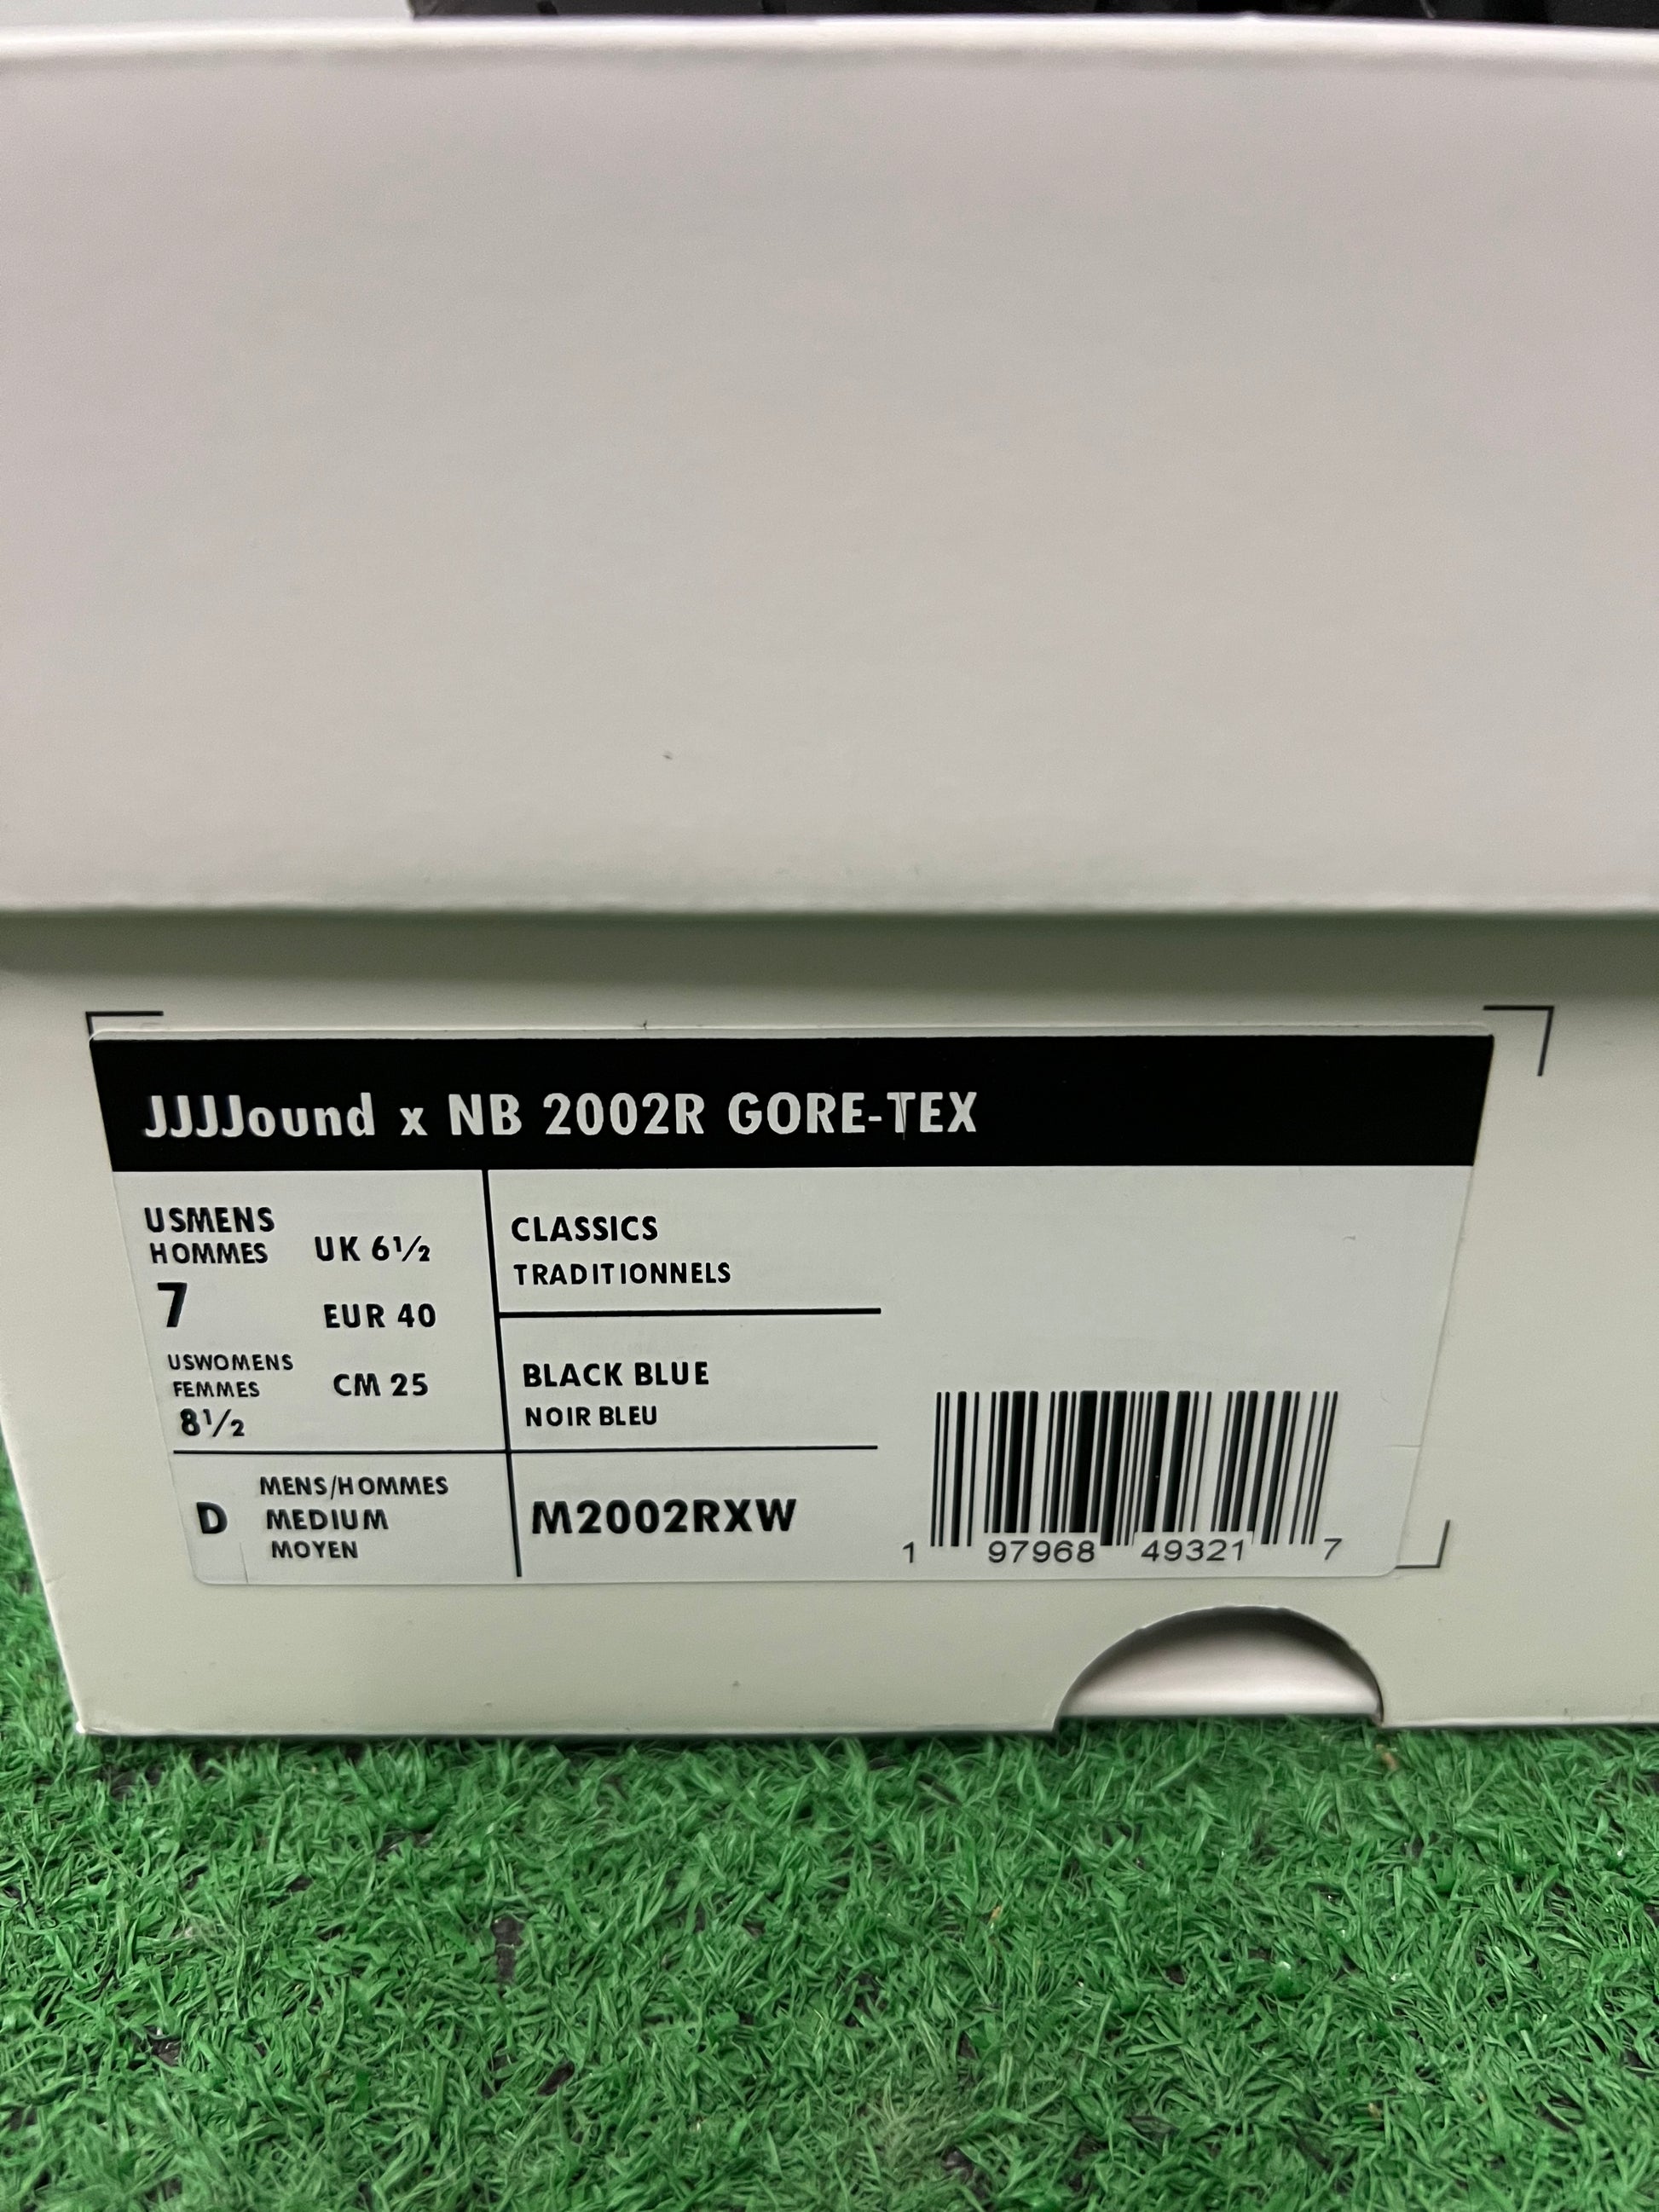 JJJJound x NB 2002R GORE-TEX
USMENS
HOMMES
7
USWOMENS
FEMMES
8½
UK 6½
EUR 40
CM 25
CLASSICS
TRADITIONNELS
BLACK BLUE
NOIR BLEU
D
MENS/HOMMES
MEDIUM
MOYEN
M2002RXW
1 97968 49321 7